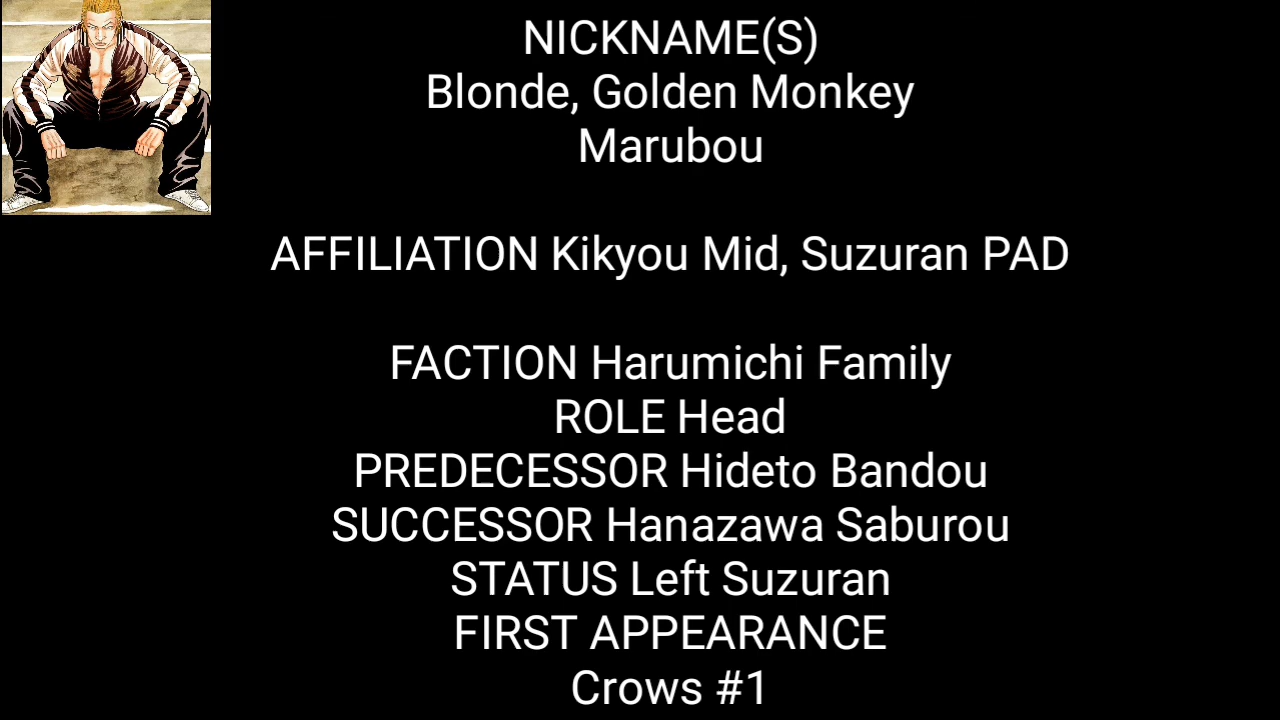 NICKNAME(S)
Blonde, Golden Monkey
Marubou
AFFILIATION Kikyou Mid, Suzuran PAD
FACTION Harumichi Family
ROLE Head
PREDECESSOR Hideto Bandou
SUCCESSOR Hanazawa Saburou
STATUS Left Suzuran
FIRST APPEARANCE
Crows #1